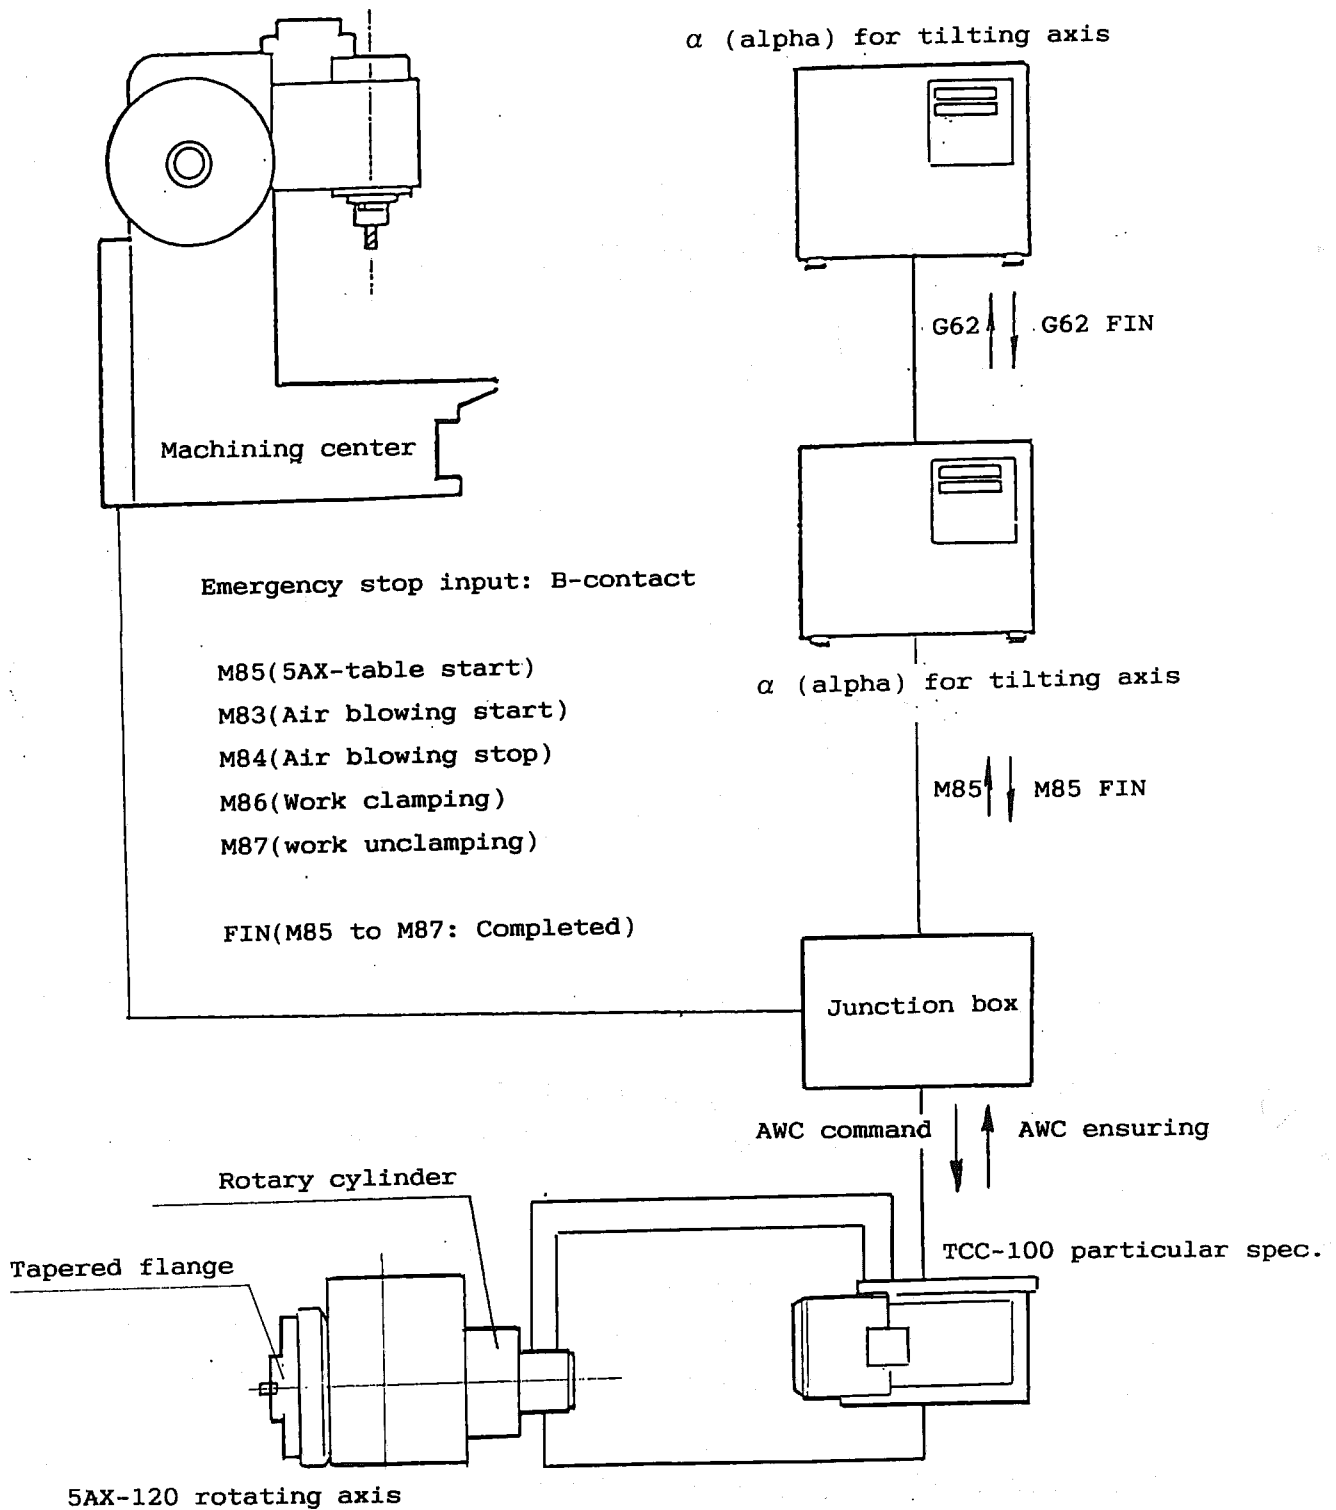 α (alpha) for tilting axis
G62
G62 FIN
Machining center
Emergency stop input: B-contact
M85(5AX-table start)
M83(Air blowing start)
M84(Air blowing stop)
M86(Work clamping)
M87(work unclamping)
FIN(M85 to M87: Completed)
α (alpha) for tilting axis
M85
M85 FIN
Junction box
AWC command
AWC ensuring
Rotary cylinder
TCC-100 particular spec.
Tapered flange
5AX-120 rotating axis